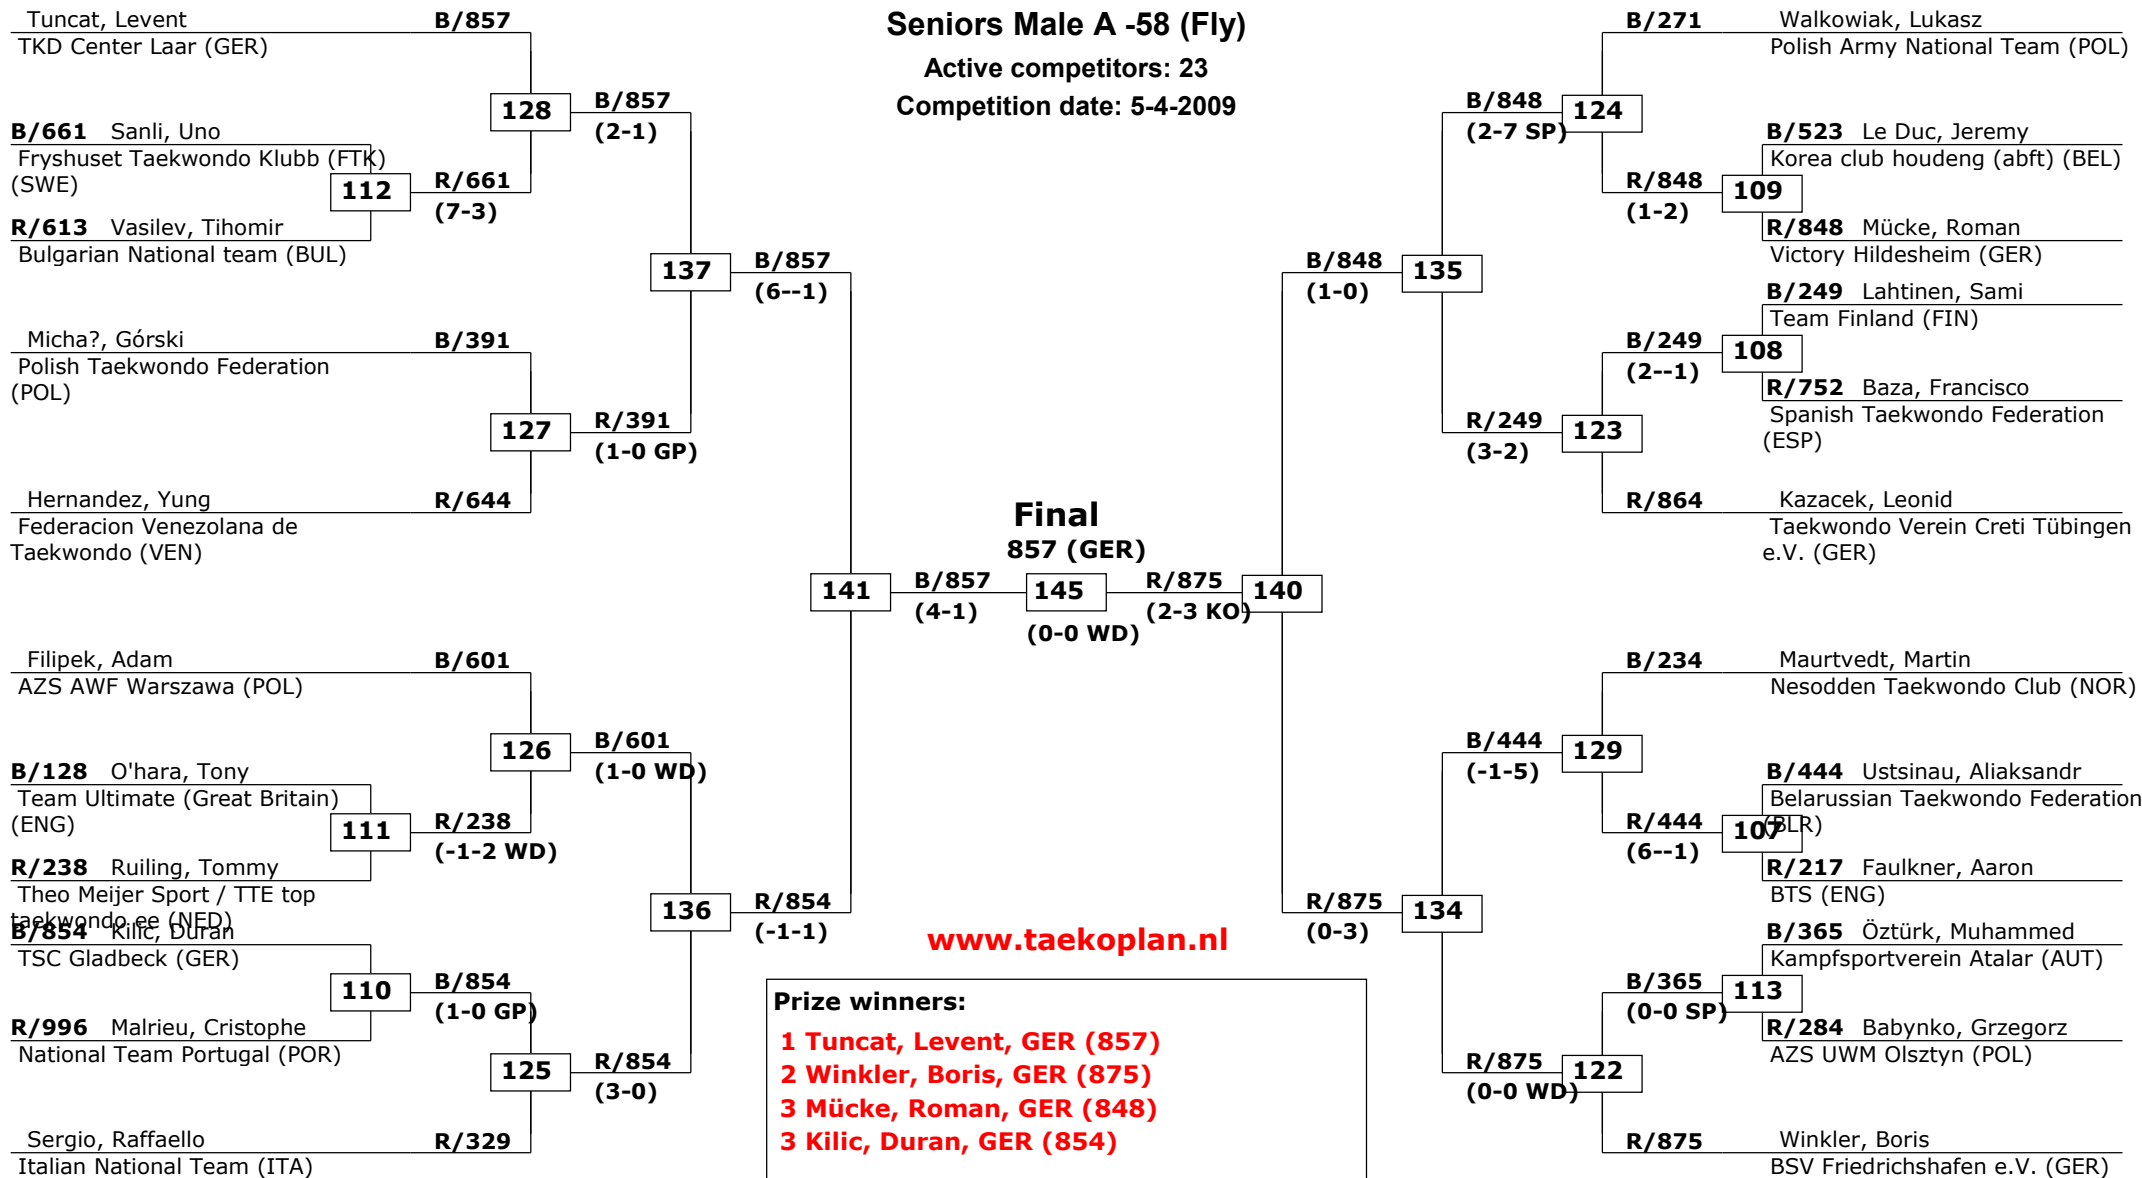 Seniors Male A -58 (Fly)
Active competitors: 23
Competition date: 5-4-2009
Tuncat, Levent
B/857
TKD Center Laar (GER)
128
B/857
(2-1)
B/661 Sanli, Uno
Fryshuset Taekwondo Klubb (FTK)
(SWE)
112
R/661
(7-3)
R/613 Vasilev, Tihomir
Bulgarian National team (BUL)
137
B/857
(6--1)
Micha?, Górski
B/391
Polish Taekwondo Federation
(POL)
127
R/391
(1-0 GP)
Hernandez, Yung
R/644
Federacion Venezolana de
Taekwondo (VEN)
141
B/857
(4-1)
Filipek, Adam
B/601
AZS AWF Warszawa (POL)
126
B/601
(1-0 WD)
B/128 O'hara, Tony
Team Ultimate (Great Britain)
(ENG)
111
R/238
(-1-2 WD)
R/238 Ruiling, Tommy
Theo Meijer Sport / TTE top
taekwondo ee (NED)
136
R/854
(-1-1)
B/854 Kilic, Duran
TSC Gladbeck (GER)
110
B/854
(1-0 GP)
R/996 Malrieu, Cristophe
National Team Portugal (POR)
125
R/854
(3-0)
Sergio, Raffaello
R/329
Italian National Team (ITA)
Final
857 (GER)
145
(0-0 WD)
R/875
(2-3 KO)
140
B/271
Walkowiak, Lukasz
Polish Army National Team (POL)
B/848
(2-7 SP)
124
B/523 Le Duc, Jeremy
Korea club houdeng (abft) (BEL)
R/848
(1-2)
109
R/848 Mücke, Roman
Victory Hildesheim (GER)
B/848
(1-0)
135
B/249 Lahtinen, Sami
Team Finland (FIN)
B/249
(2--1)
108
R/752 Baza, Francisco
Spanish Taekwondo Federation
(ESP)
R/249
(3-2)
123
R/864
Kazacek, Leonid
Taekwondo Verein Creti Tübingen
e.V. (GER)
B/234
Maurtvedt, Martin
Nesodden Taekwondo Club (NOR)
B/444
(-1-5)
129
B/444 Ustsinau, Aliaksandr
Belarussian Taekwondo Federation
(BLR)
R/444
(6--1)
107
R/217 Faulkner, Aaron
BTS (ENG)
R/875
(0-3)
134
B/365 Öztürk, Muhammed
Kampfsportverein Atalar (AUT)
B/365
(0-0 SP)
113
R/284 Babynko, Grzegorz
AZS UWM Olsztyn (POL)
R/875
(0-0 WD)
122
R/875
Winkler, Boris
BSV Friedrichshafen e.V. (GER)
www.taekoplan.nl
Prize winners:
1 Tuncat, Levent, GER (857)
2 Winkler, Boris, GER (875)
3 Mücke, Roman, GER (848)
3 Kilic, Duran, GER (854)